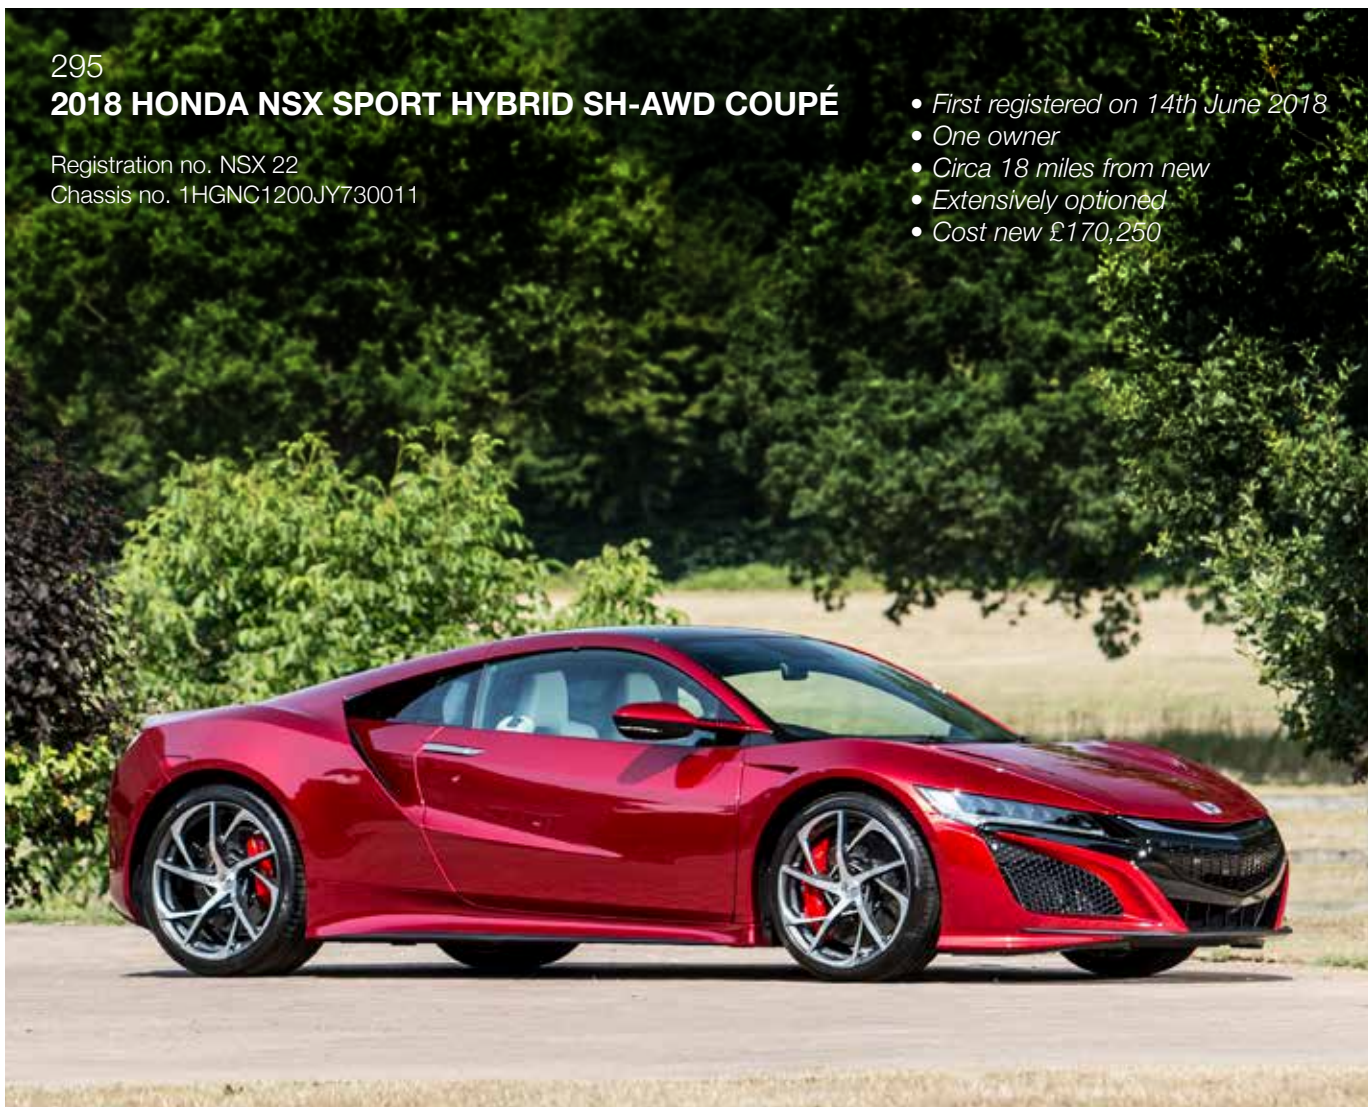 295
2018 HONDA NSX SPORT HYBRID SH-AWD COUPÉ
Registration no. NSX 22
Chassis no. 1HGNC1200JY730011
• First registered on 14th June 2018
• One owner
• Circa 18 miles from new
• Extensively optioned
• Cost new £170,250